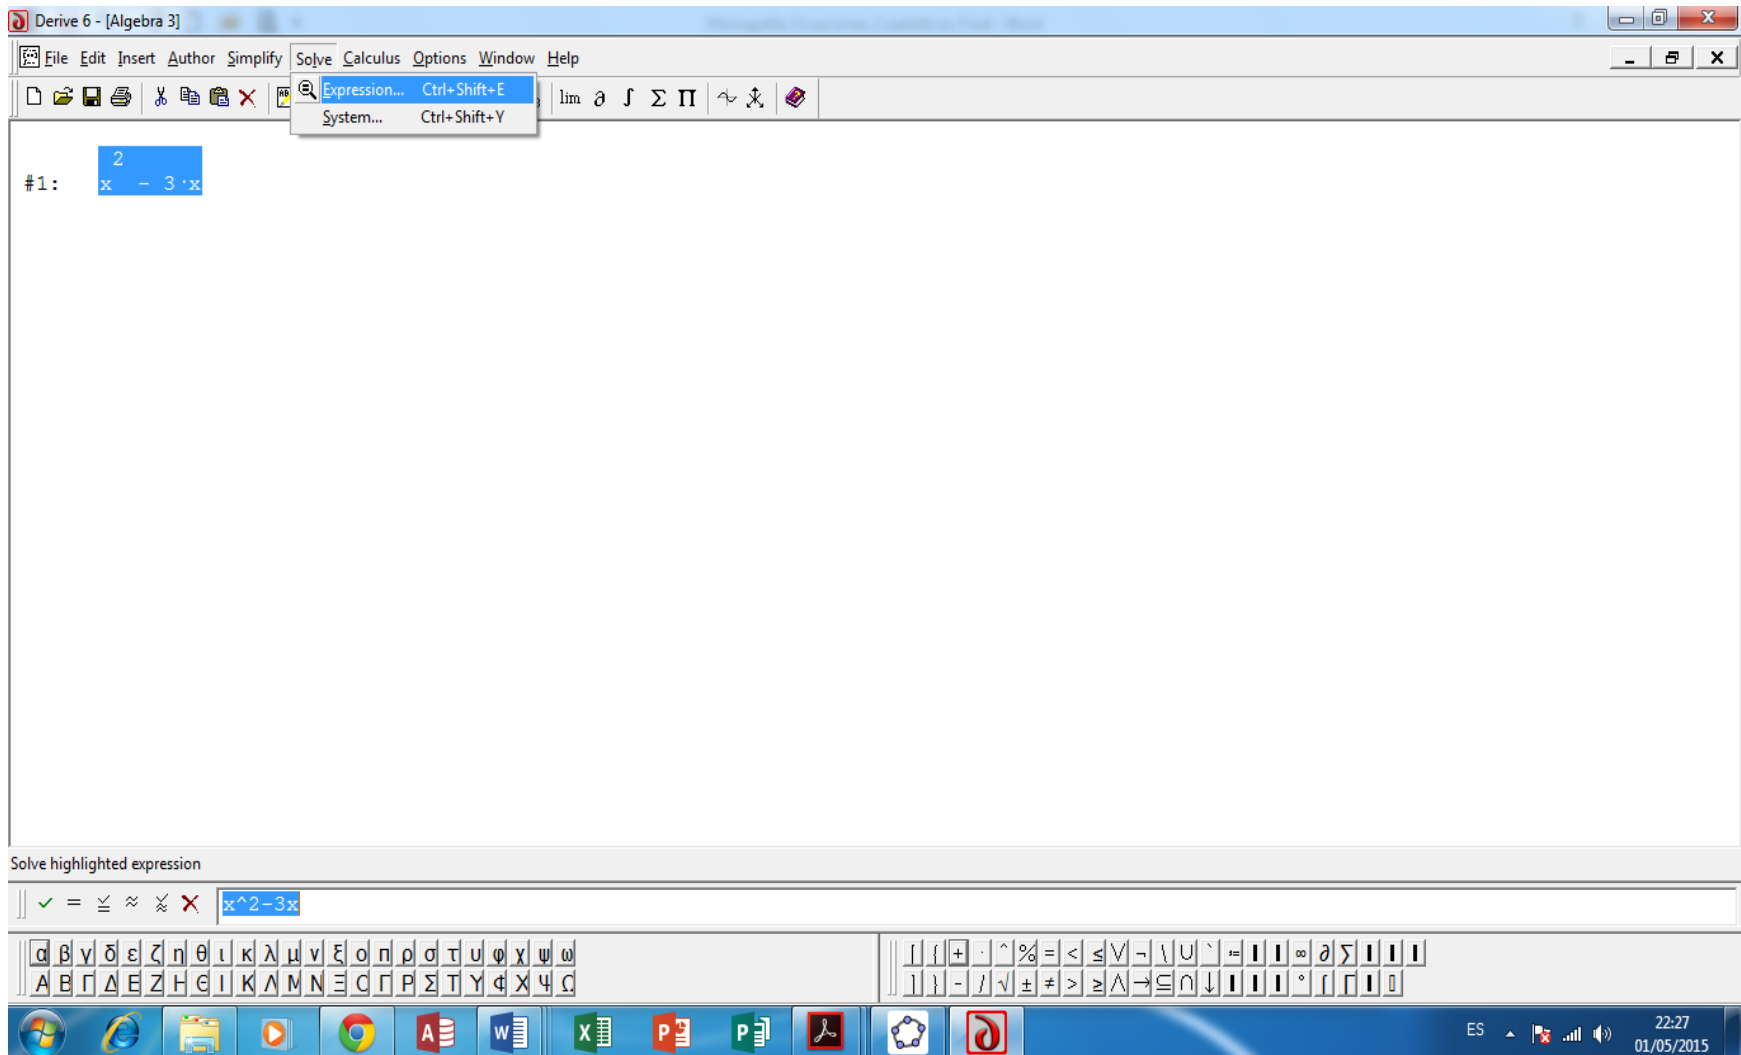 Derive 6 - [Algebra 3]
File Edit Insert Author Simplify Solve Calculus Options Window Help
Expression... Ctrl+Shift+E
System... Ctrl+Shift+Y
lim ∂ ∫ Σ Π
2
#1: x - 3·x
Solve highlighted expression
✓ = ≈ x^2-3x
α β γ δ ε ζ η θ ι κ λ μ ν ξ ο π ρ σ τ υ φ χ ψ ω
[ { + · ^ % = < ≤ ∨ ¬ \ ∪ ` := ∞ ∂ ∑
Α Β Γ Δ Ε Ζ Η Θ Ι Κ Λ Μ Ν Ξ Ο Π Ρ Σ Τ Υ Φ Χ Ψ Ω
] } - / √ ± ≠ > ≥ ∧ → ⊆ ∩ ↓ °
ES 22:27
01/05/2015